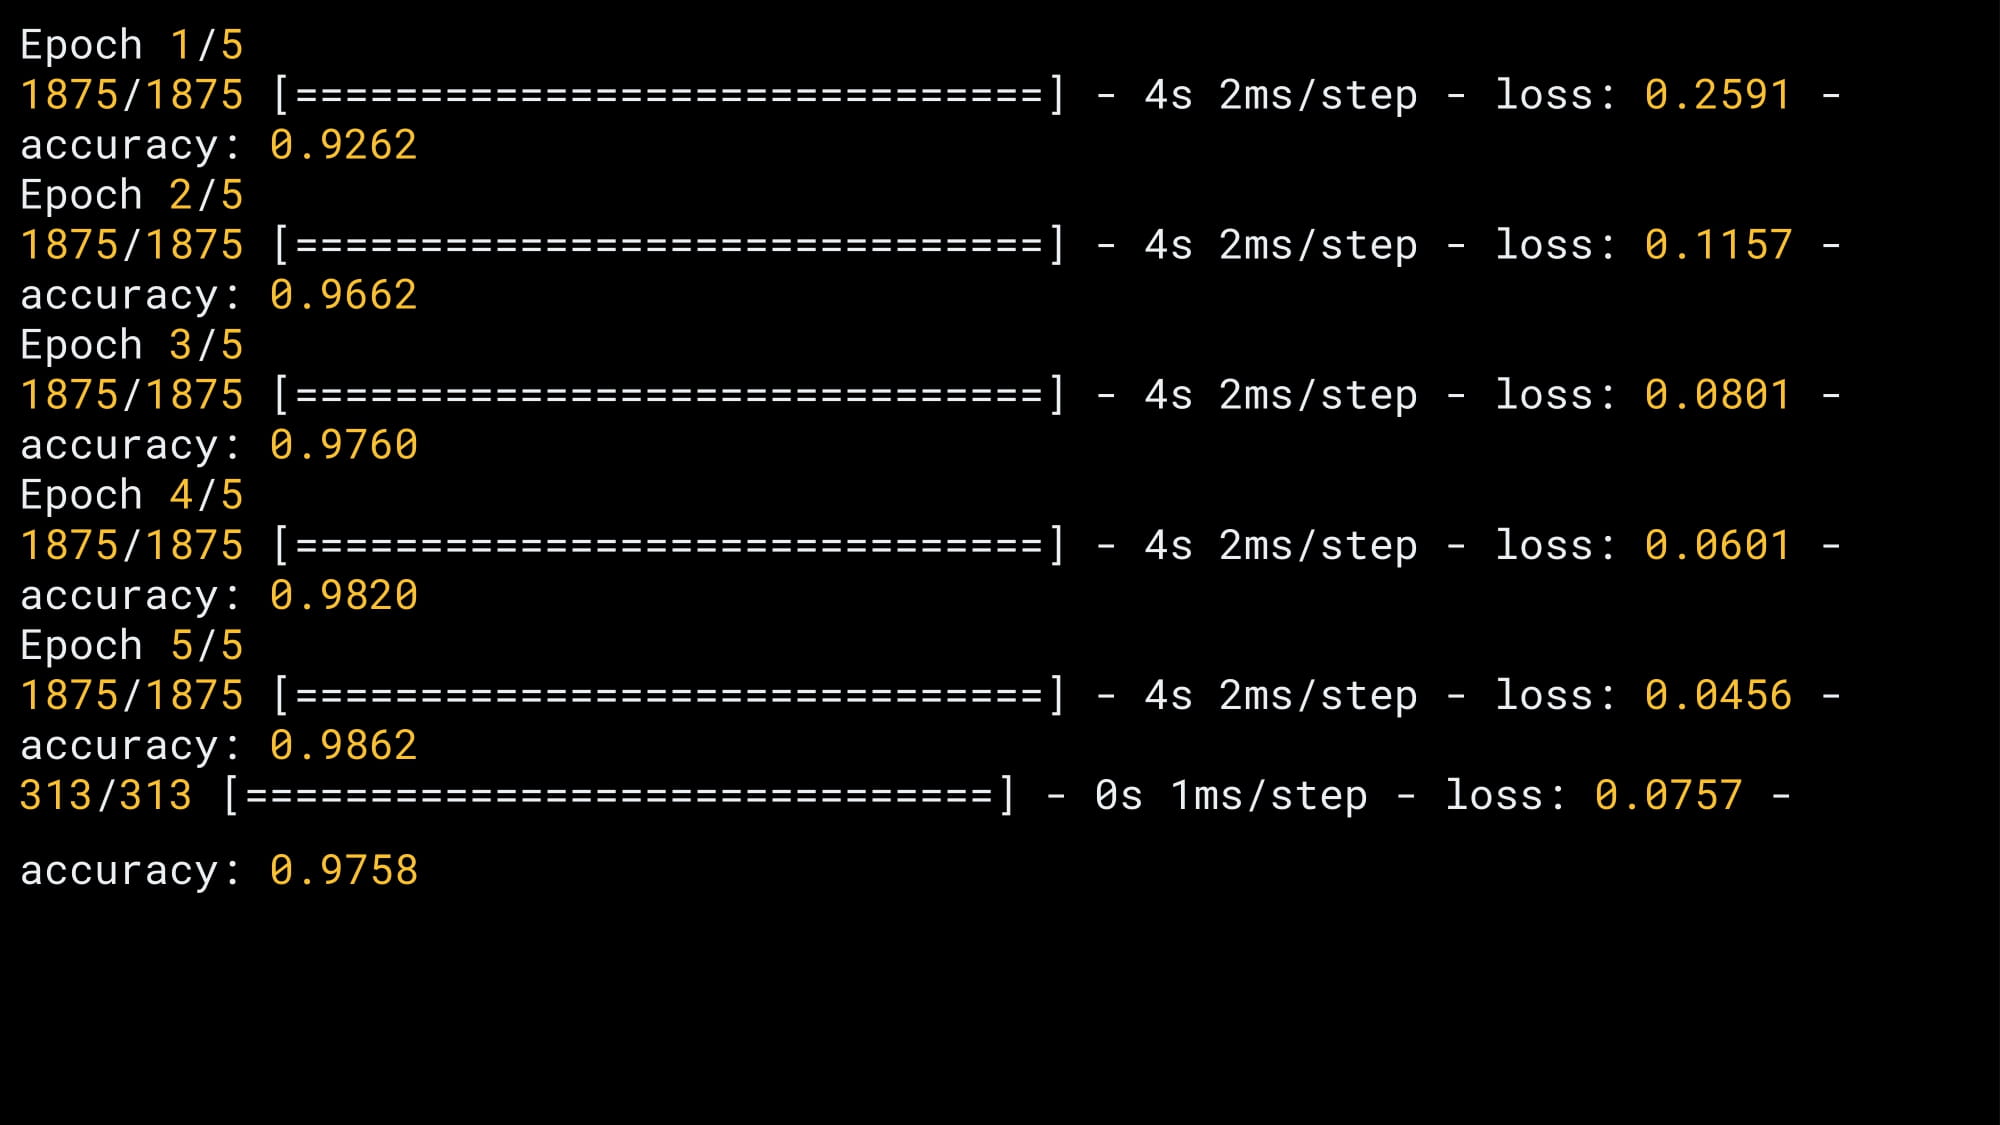 Epoch 1/5
1875/1875 [==============================] - 4s 2ms/step - loss: 0.2591 -
accuracy: 0.9262
Epoch 2/5
1875/1875 [==============================] - 4s 2ms/step - loss: 0.1157 -
accuracy: 0.9662
Epoch 3/5
1875/1875 [==============================] - 4s 2ms/step - loss: 0.0801 -
accuracy: 0.9760
Epoch 4/5
1875/1875 [==============================] - 4s 2ms/step - loss: 0.0601 -
accuracy: 0.9820
Epoch 5/5
1875/1875 [==============================] - 4s 2ms/step - loss: 0.0456 -
accuracy: 0.9862
313/313 [==============================] - 0s 1ms/step - loss: 0.0757 -
accuracy: 0.9758